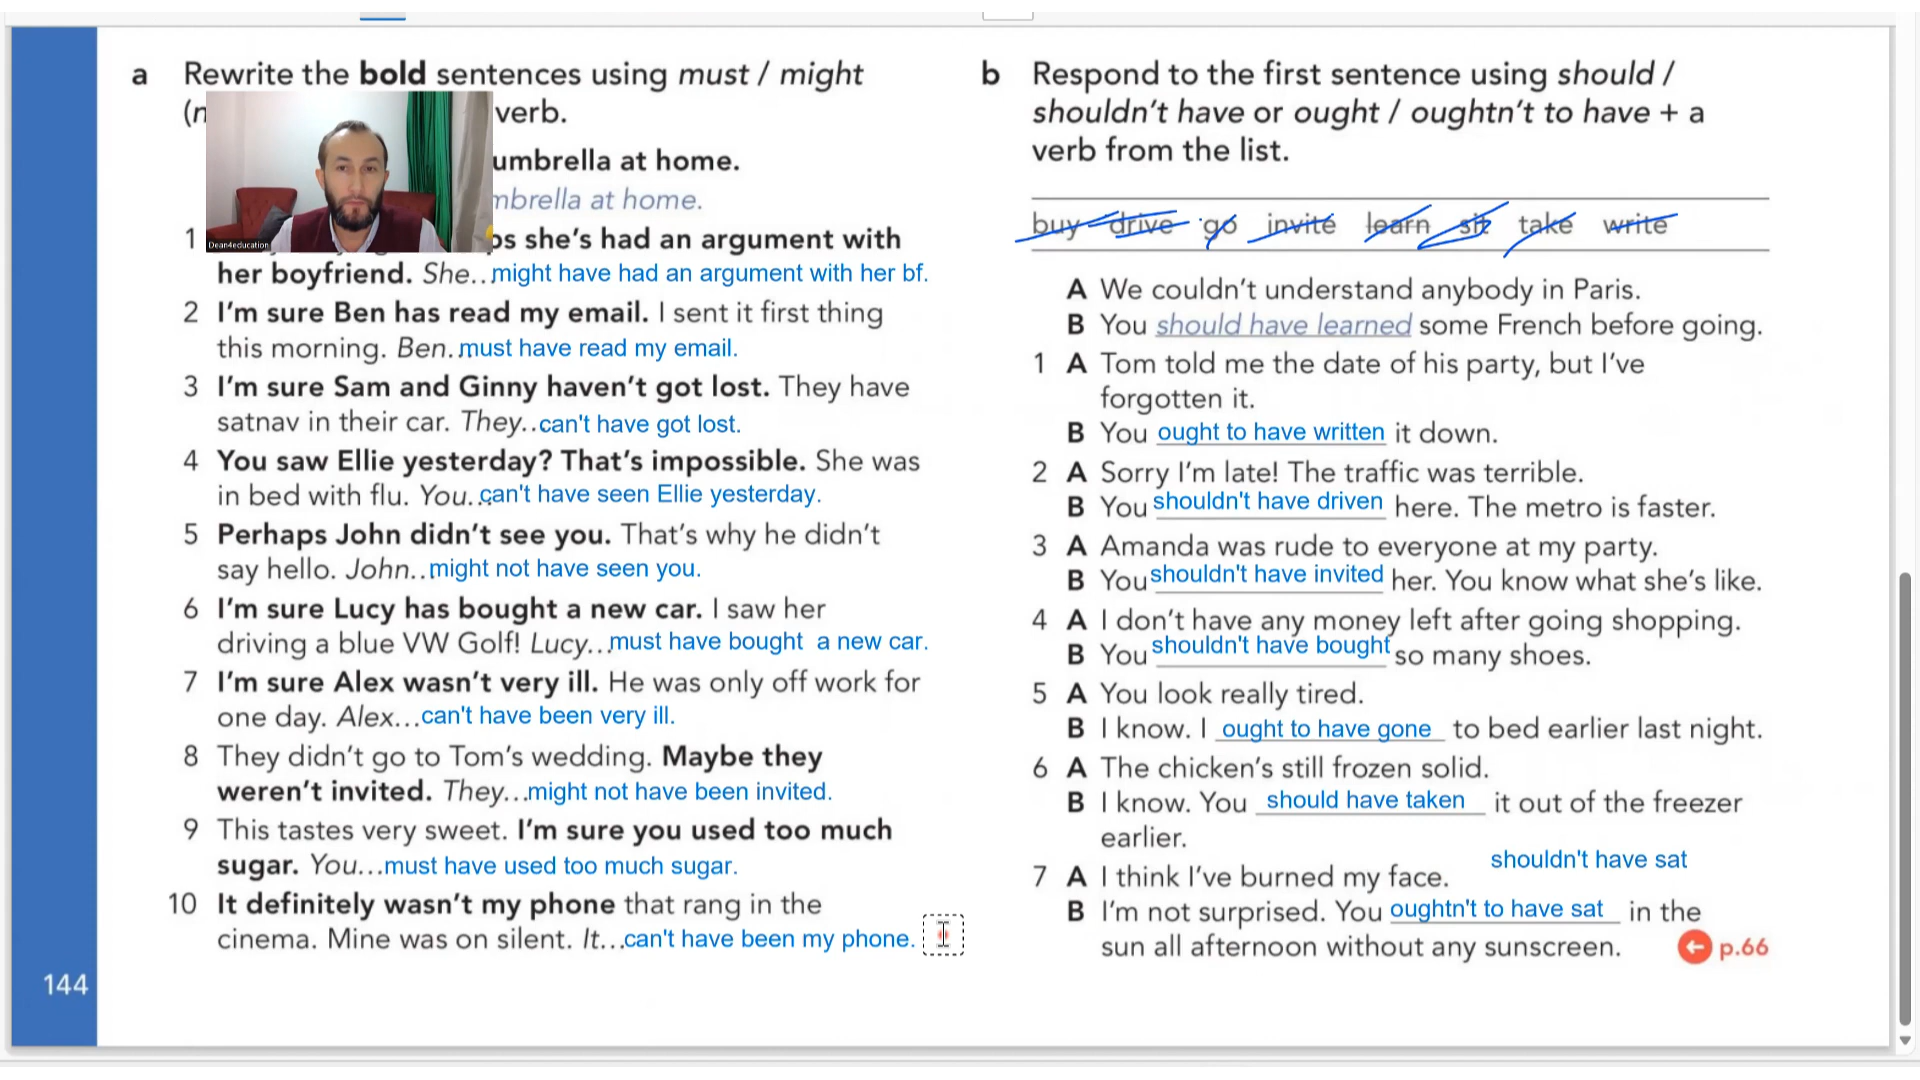 a Rewrite the bold sentences using must / might
verb.
umbrella at home.
umbrella at home.
Dean4education
1 she's had an argument with
her boyfriend. She...might have had an argument with her bf.
2 I'm sure Ben has read my email. I sent it first thing
this morning. Ben.must have read my email.
3 I'm sure Sam and Ginny haven't got lost. They have
satnav in their car. They...can't have got lost.
4 You saw Ellie yesterday? That's impossible. She was
in bed with flu. You...can't have seen Ellie yesterday.
5 Perhaps John didn't see you. That's why he didn't
say hello. John...might not have seen you.
6 I'm sure Lucy has bought a new car. I saw her
driving a blue VW Golf! Lucy...must have bought a new car.
7 I'm sure Alex wasn't very ill. He was only off work for
one day. Alex...can't have been very ill.
8 They didn't go to Tom's wedding. Maybe they
weren't invited. They...might not have been invited.
9 This tastes very sweet. I'm sure you used too much
sugar. You...must have used too much sugar.
10 It definitely wasn't my phone that rang in the
cinema. Mine was on silent. It...can't have been my phone.
144
b Respond to the first sentence using should /
shouldn't have or ought / oughtn't to have + a
verb from the list.
buy drive go invite learn sit take write
A We couldn't understand anybody in Paris.
B You should have learned some French before going.
1 A Tom told me the date of his party, but I've
forgotten it.
B You ought to have written it down.
2 A Sorry I'm late! The traffic was terrible.
B You shouldn't have driven here. The metro is faster.
3 A Amanda was rude to everyone at my party.
B You shouldn't have invited her. You know what she's like.
4 A I don't have any money left after going shopping.
B You shouldn't have bought so many shoes.
5 A You look really tired.
B I know. I ought to have gone to bed earlier last night.
6 A The chicken's still frozen solid.
B I know. You should have taken it out of the freezer
earlier.
shouldn't have sat
7 A I think I've burned my face.
B I'm not surprised. You oughtn't to have sat in the
sun all afternoon without any sunscreen.
p.66